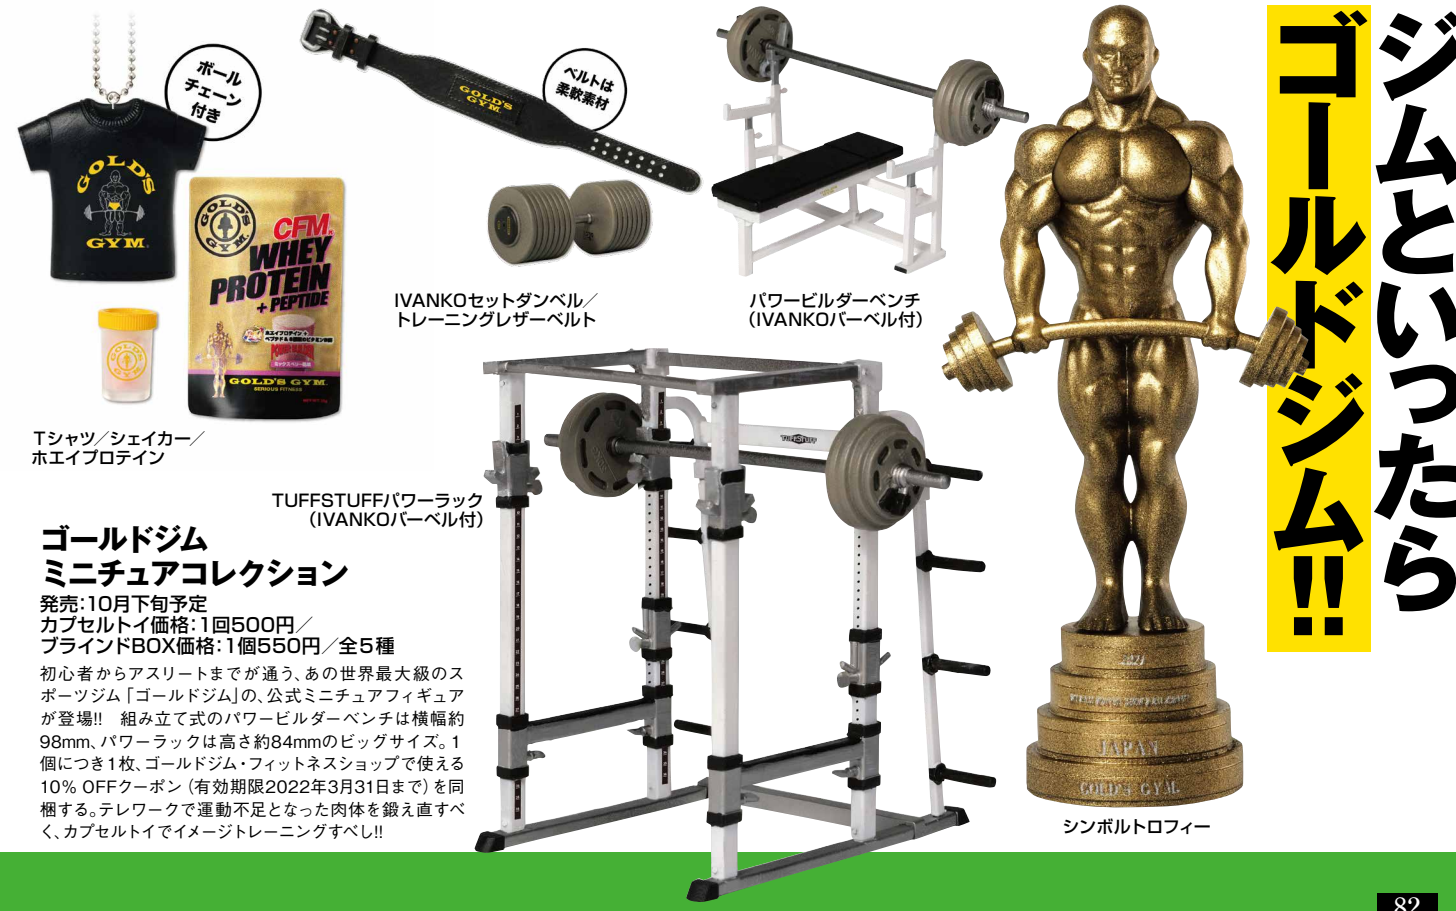 ジムといったら
ゴールドジム!!
ボール
チェーン
付き
GOLD'S
GYM
GOLD'S
GYM
CFM
WHEY
PROTEIN
+ PEPTIDE
GOLD'S GYM
SERIOUS FITNESS
GOLD'S
GYM
Tシャツ／シェイカー／
ホエイプロテイン
GOLD'S
GYM
ベルトは
柔軟素材
IVANKOセットダンベル／
トレーニングレザーベルト
パワービルダーベンチ
（IVANKOバーベル付）
TUFFSTUFF
TUFFSTUFFパワーラック
（IVANKOバーベル付）
2021
JAPAN
GOLD'S GYM
シンボルトロフィー
ゴールドジム
ミニチュアコレクション
発売：10月下旬予定
カプセルトイ価格：1回500円／
ブラインドBOX価格：1個550円／全5種
初心者からアスリートまでが通う、あの世界最大級のス
ポーツジム「ゴールドジム」の、公式ミニチュアフィギュア
が登場!!　組み立て式のパワービルダーベンチは横幅約
98mm、パワーラックは高さ約84mmのビッグサイズ。1
個につき1枚、ゴールドジム・フィットネスショップで使える
10% OFFクーポン（有効期限2022年3月31日まで）を同
梱する。テレワークで運動不足となった肉体を鍛え直すべ
く、カプセルトイでイメージトレーニングすべし!!
82